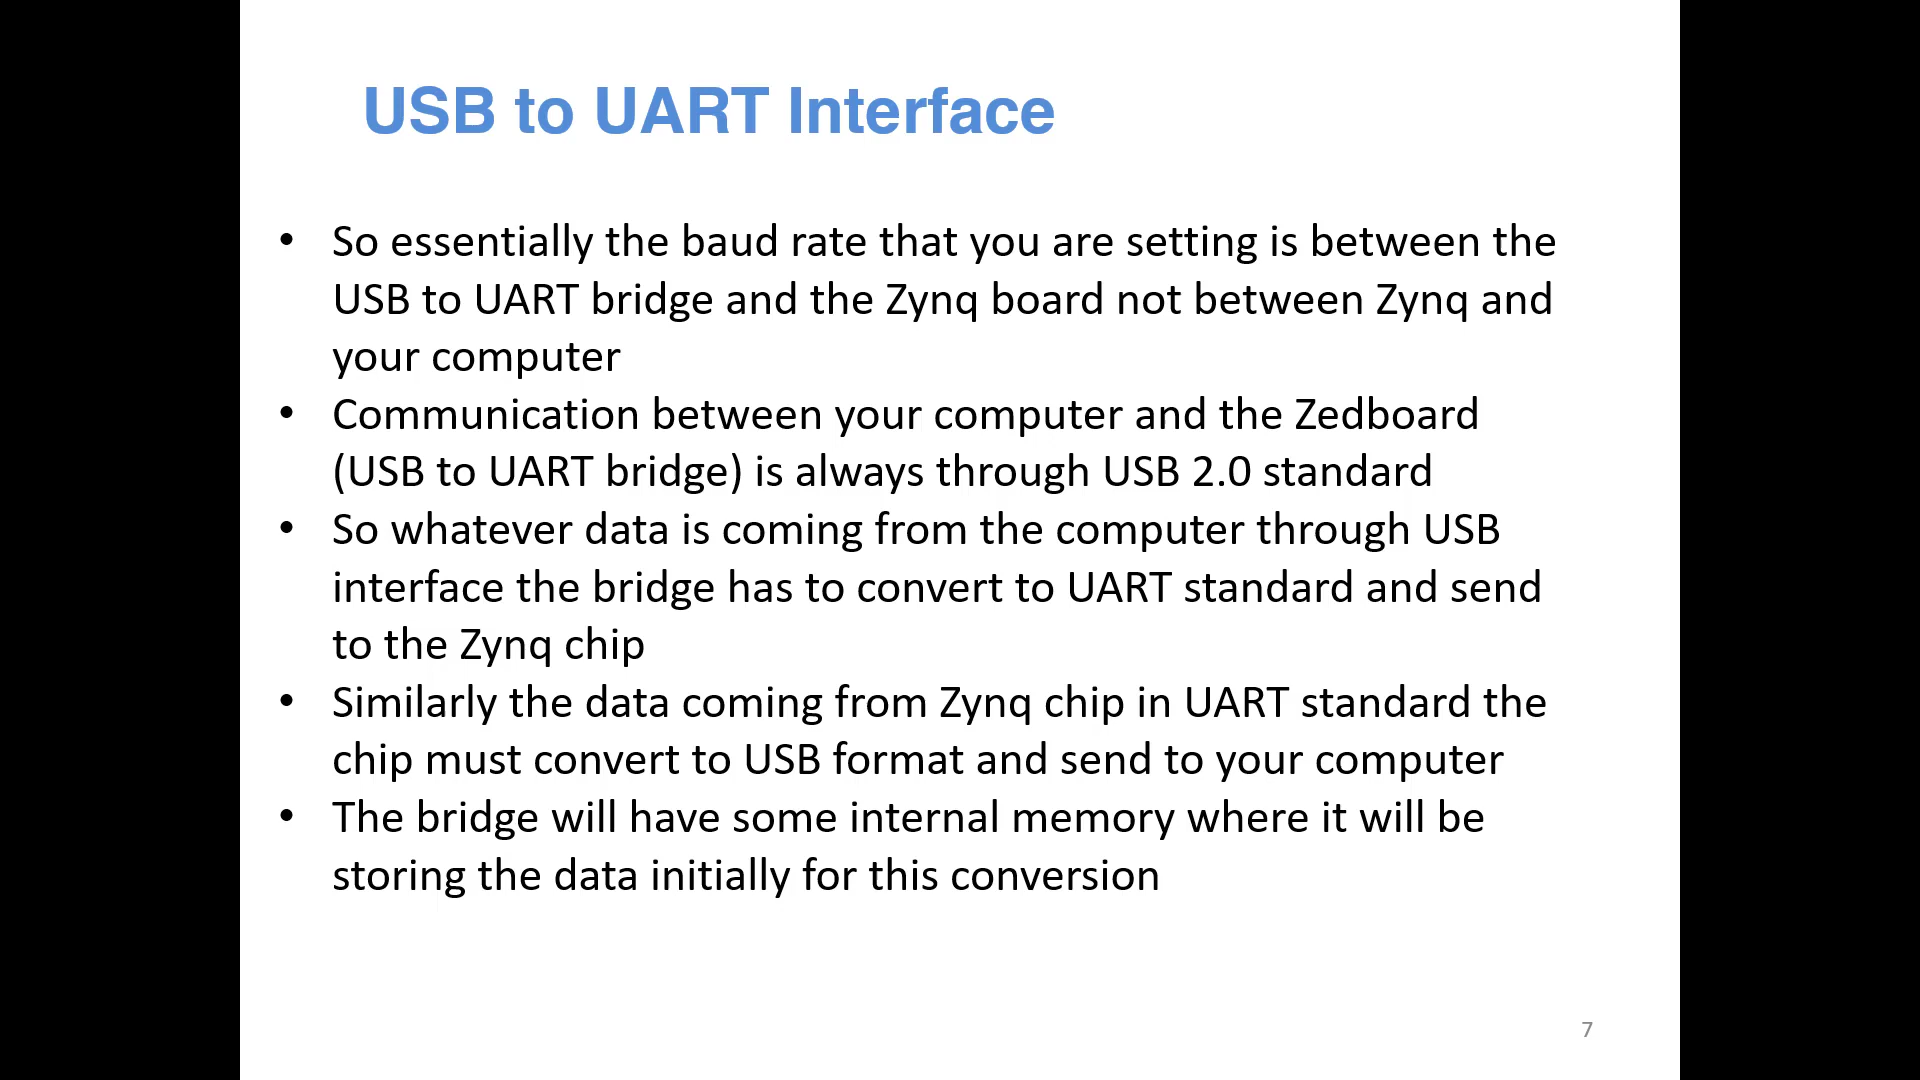 USB to UART Interface
• So essentially the baud rate that you are setting is between the
USB to UART bridge and the Zynq board not between Zynq and
your computer
• Communication between your computer and the Zedboard
(USB to UART bridge) is always through USB 2.0 standard
• So whatever data is coming from the computer through USB
interface the bridge has to convert to UART standard and send
to the Zynq chip
• Similarly the data coming from Zynq chip in UART standard the
chip must convert to USB format and send to your computer
• The bridge will have some internal memory where it will be
storing the data initially for this conversion
7